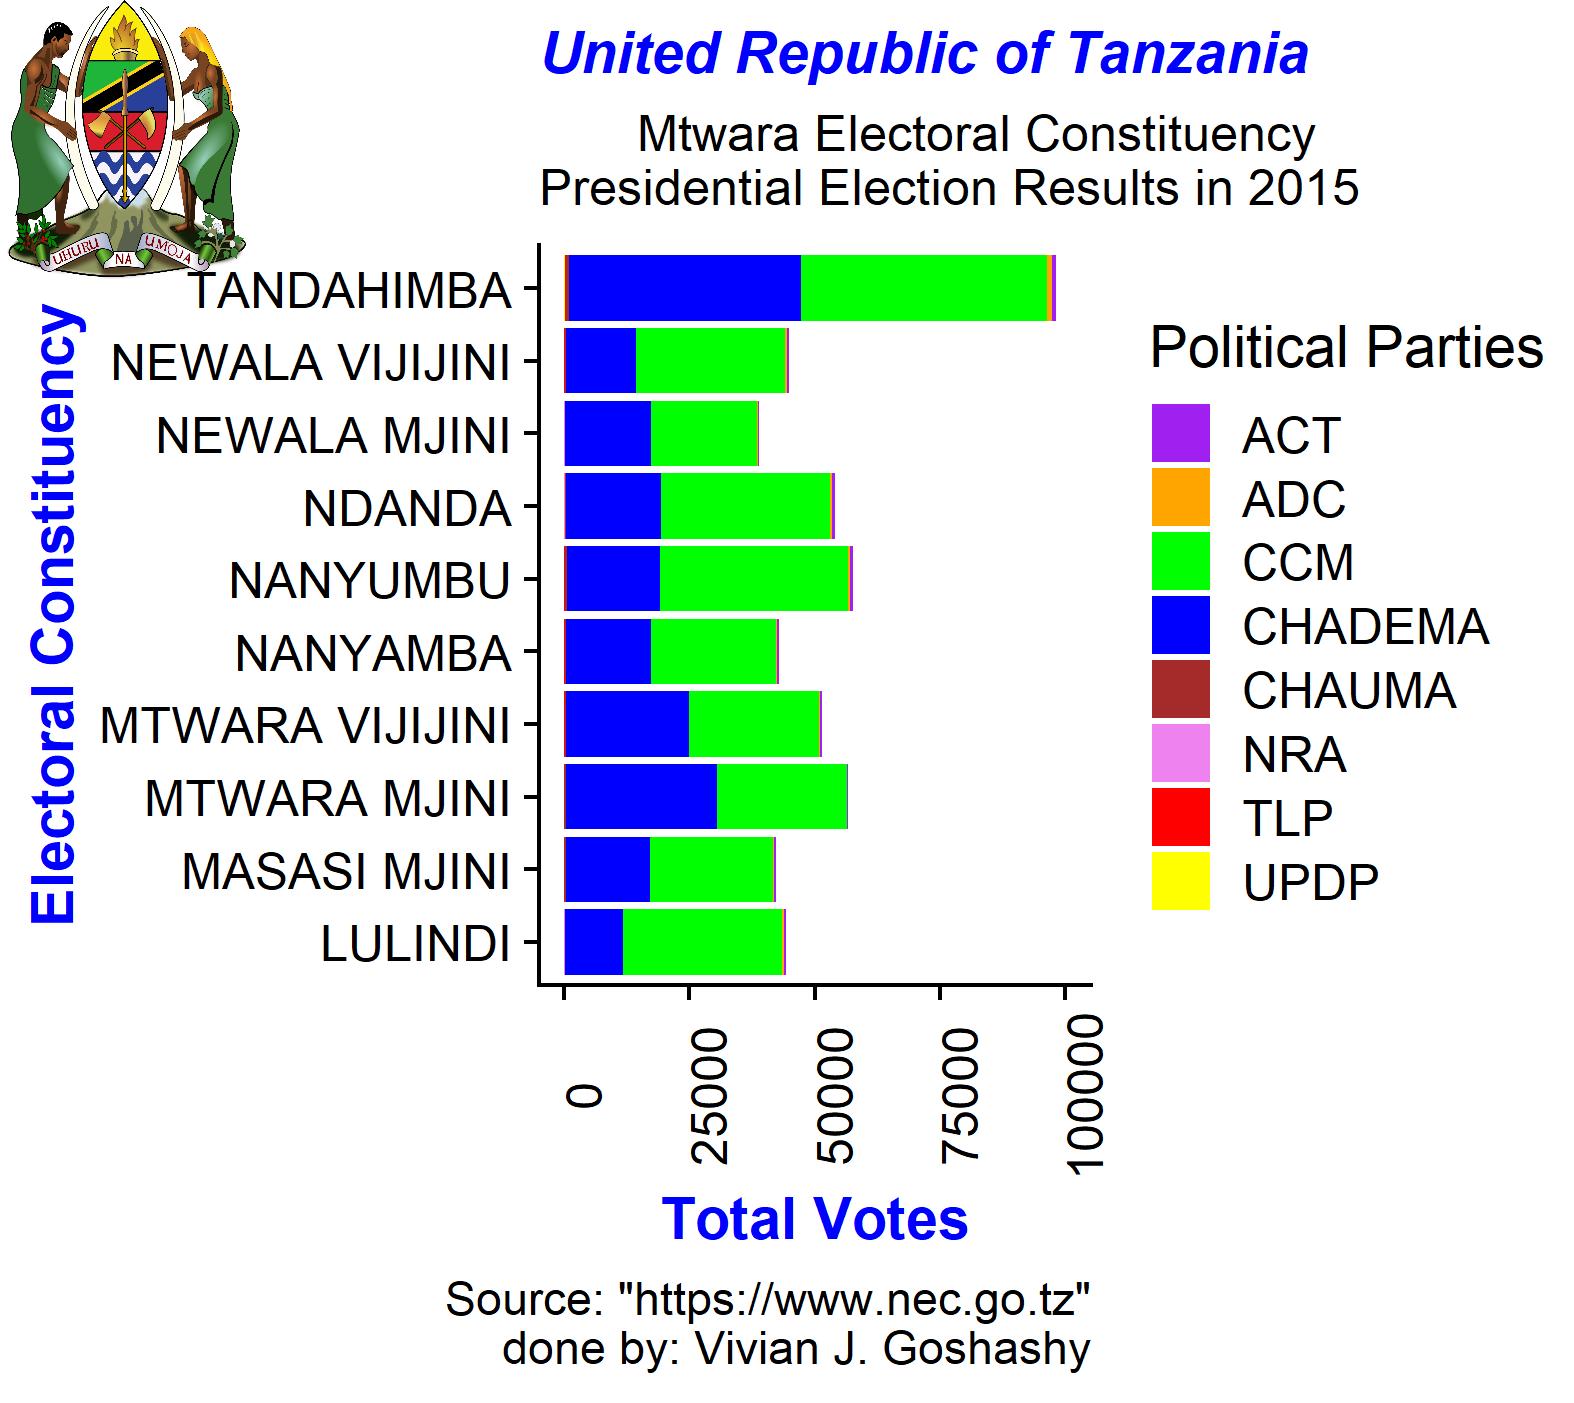 United Republic of Tanzania
Mtwara Electoral Constituency
Presidential Election Results in 2015
UHURU NA UMOJA
Electoral Constituency
TANDAHIMBA
NEWALA VIJIJINI
NEWALA MJINI
NDANDA
NANYUMBU
NANYAMBA
MTWARA VIJIJINI
MTWARA MJINI
MASASI MJINI
LULINDI
0
25000
50000
75000
100000
Total Votes
Political Parties
ACT
ADC
CCM
CHADEMA
CHAUMA
NRA
TLP
UPDP
Source: "https://www.nec.go.tz"
done by: Vivian J. Goshashy